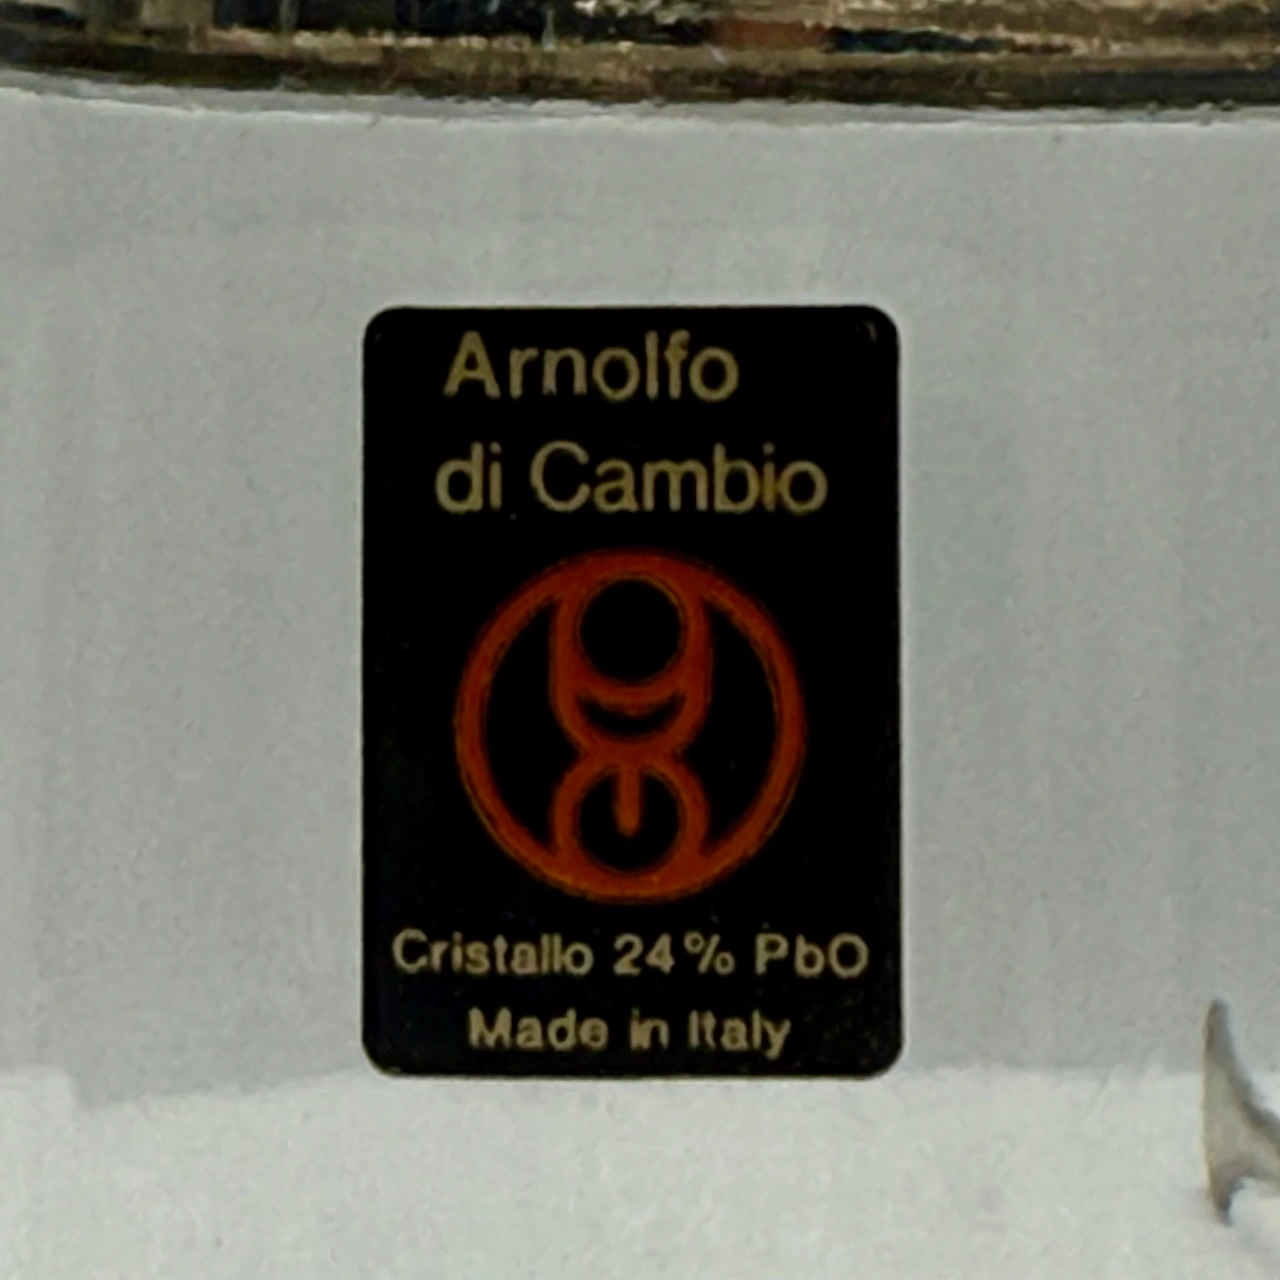 Arnolfo
di Cambio
Cristallo 24% PbO
Made in Italy